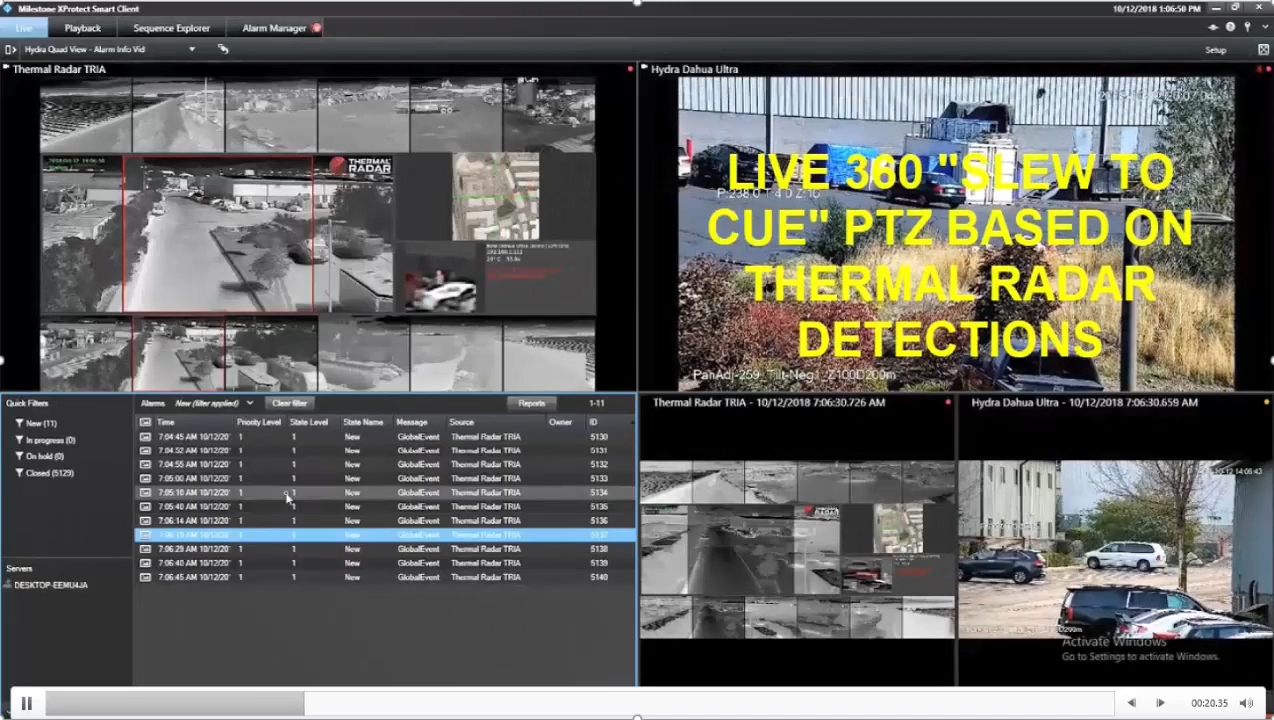 Milestone XProtect Smart Client
10/12/2018 1:06:50 PM
Live
Playback
Sequence Explorer
Alarm Manager
Hydra Quad View - Alarm Info Vid
Setup
Thermal Radar TRIA
Hydra Dahua Ultra
THERMAL
RADAR
LIVE 360 "SLEW TO
CUE" PTZ BASED ON
THERMAL RADAR
DETECTIONS
PanAdj-259 Tilt-Neg1 Z100D200m
Quick Filters
New (11)
In progress (0)
On hold (0)
Closed (5129)
Servers
DESKTOP-EEMU4JA
Alarms New (filter applied) Clear filter Reports 1-11
Time Priority Level State Level State Name Message Source Owner ID
7:04:45 AM 10/12/20 1 1 New GlobalEvent Thermal Radar TRIA 5130
7:04:52 AM 10/12/20 1 1 New GlobalEvent Thermal Radar TRIA 5131
7:04:55 AM 10/12/20 1 1 New GlobalEvent Thermal Radar TRIA 5132
7:05:00 AM 10/12/20 1 1 New GlobalEvent Thermal Radar TRIA 5133
7:05:10 AM 10/12/20 1 1 New GlobalEvent Thermal Radar TRIA 5134
7:05:40 AM 10/12/20 1 1 New GlobalEvent Thermal Radar TRIA 5135
7:06:14 AM 10/12/20 1 1 New GlobalEvent Thermal Radar TRIA 5136
5137
7:06:29 AM 10/12/20 1 1 New GlobalEvent Thermal Radar TRIA 5138
7:06:40 AM 10/12/20 1 1 New GlobalEvent Thermal Radar TRIA 5139
7:06:45 AM 10/12/20 1 1 New GlobalEvent Thermal Radar TRIA 5140
Thermal Radar TRIA - 10/12/2018 7:06:30.726 AM
Hydra Dahua Ultra - 10/12/2018 7:06:30.659 AM
Activate Windows
Go to Settings to activate Windows.
00:20.35